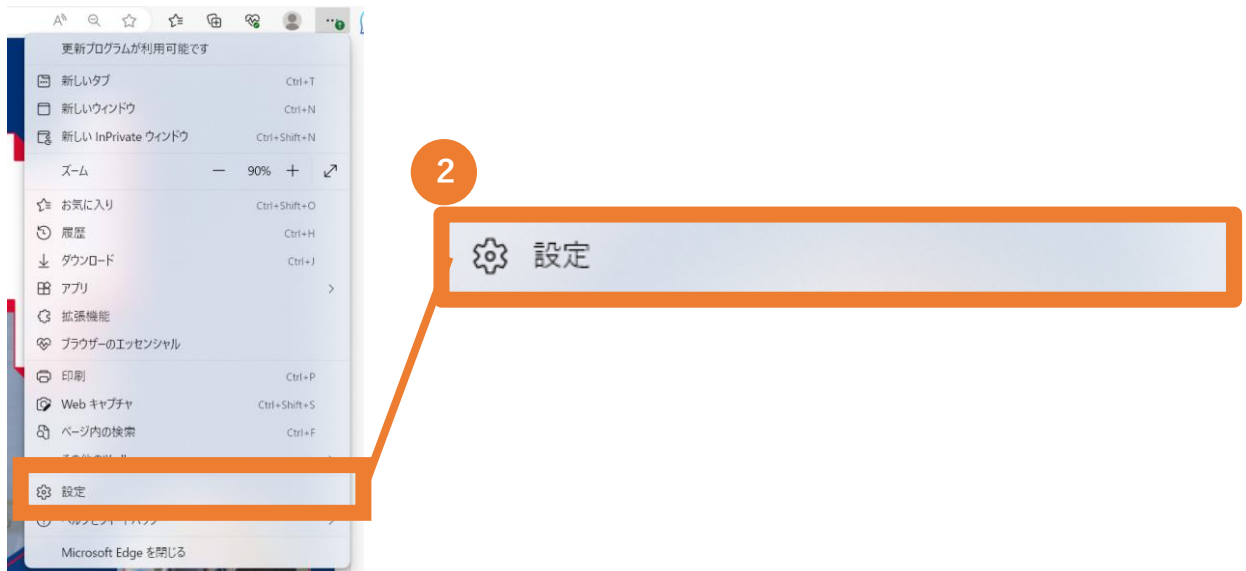 更新プログラムが利用可能です
新しいタブ Ctrl+T
新しいウィンドウ Ctrl+N
新しい InPrivate ウィンドウ Ctrl+Shift+N
ズーム 90%
お気に入り Ctrl+Shift+O
履歴 Ctrl+H
ダウンロード Ctrl+J
アプリ
拡張機能
ブラウザーのエッセンシャル
印刷 Ctrl+P
Web キャプチャ Ctrl+Shift+S
ページ内の検索 Ctrl+F
設定
Microsoft Edge を閉じる
2
設定